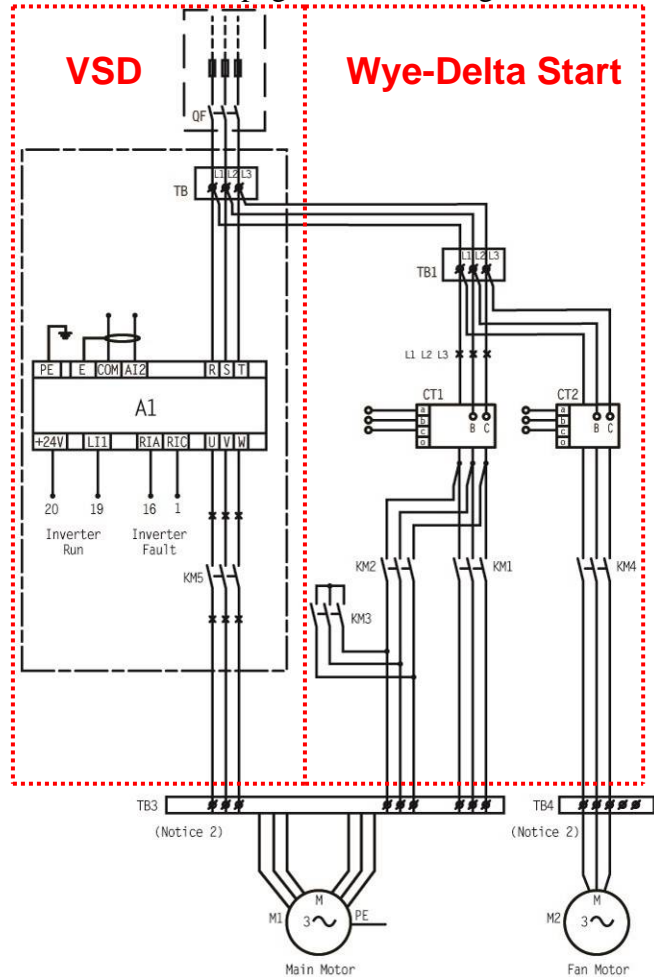 VSD
Wye-Delta Start
QF
L1 L2 L3
TB
L1 L2 L3
TB1
L1 L2 L3
PE E COM AI2 R S T
A1
+24V LI1 RIA RIC U V W
CT1
a
b
c
o
B C
CT2
a
b
c
o
B C
20 19 16 1
Inverter
Run
Inverter
Fault
KM5
KM2
KM1
KM4
KM3
TB3
(Notice 2)
TB4
(Notice 2)
M
3
M1
PE
Main Motor
M
3
M2
Fan Motor